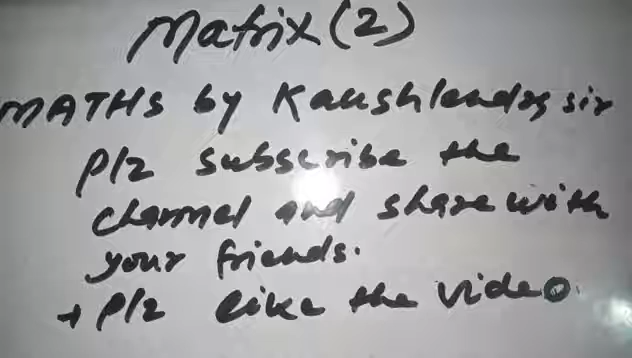 Matrix (2)
MATHs by Kaushlendra sir
plz subscribe the
channel and share with
your friends.
+ plz like the video.